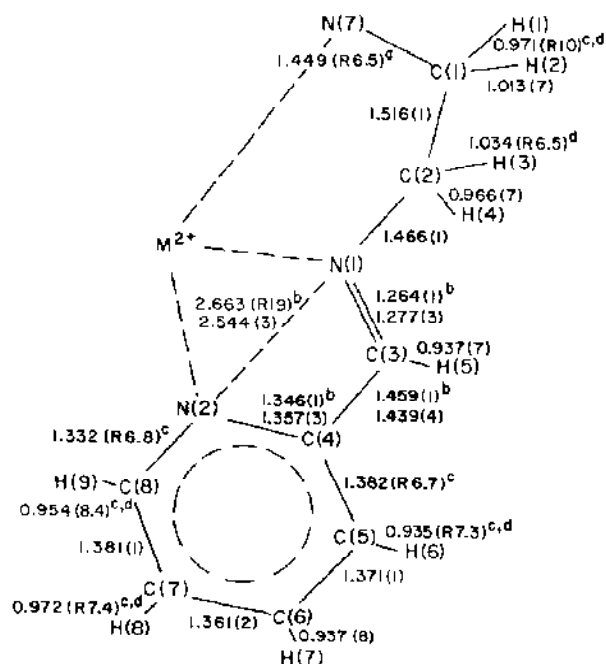 N(7)
H(1)
0.971(R10)c,d
1.449(R6.5)a
C(1)
H(2)
1.013(7)
1.516(1)
1.034(R6.5)d
H(3)
C(2)
0.966(7)
H(4)
1.466(1)
M2+
N(1)
2.663(R19)b
2.544(3)
1.264(1)b
1.277(3)
C(3)
0.937(7)
H(5)
N(2)
1.346(1)b
1.357(3)
1.459(1)b
1.439(4)
1.332(R6.8)c
C(4)
H(9)
C(8)
1.382(R6.7)c
0.954(8.4)c,d
0.935(R7.3)c,d
C(5)
H(6)
1.381(1)
1.371(1)
C(7)
0.972(R7.4)c,d
C(6)
H(8)
1.361(2)
0.937(8)
H(7)